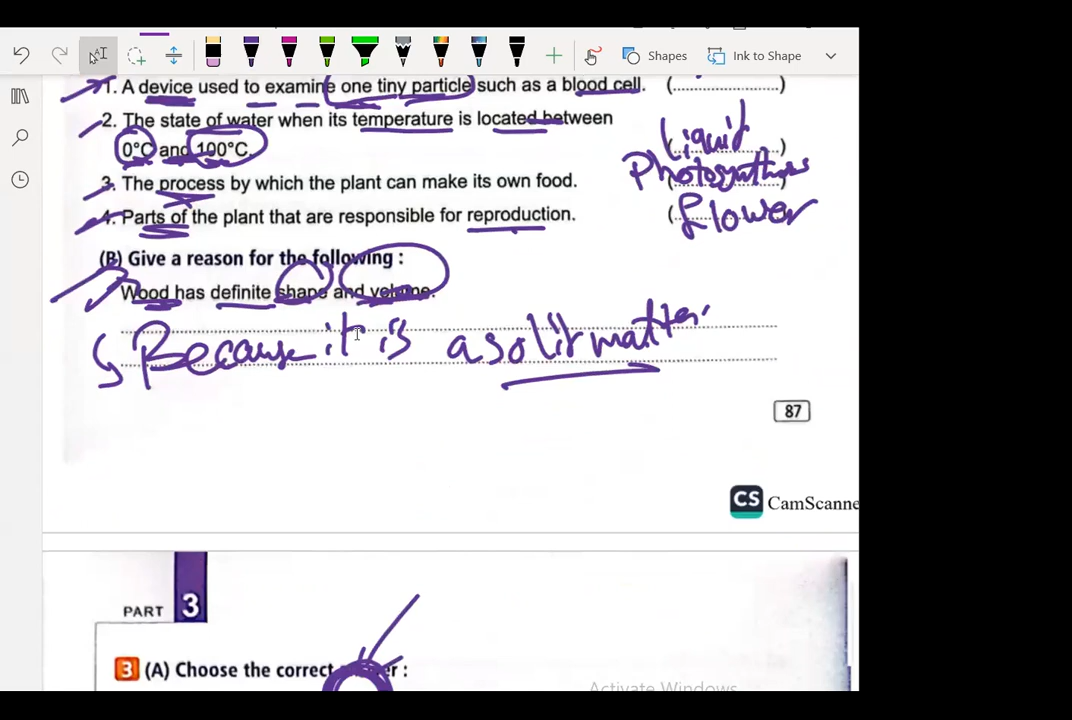 Shapes
Ink to Shape
1. A device used to examine one tiny particle such as a blood cell. (........................)
2. The state of water when its temperature is located between
0°C and 100°C. (........................) Liquid
3. The process by which the plant can make its own food. (........................)
4. Parts of the plant that are responsible for reproduction. (........................) flower
(B) Give a reason for the following :
Wood has definite shape and volume.
Because it is a solit matter.
87
CS CamScanne
PART 3
3 (A) Choose the correct
Activate Windows